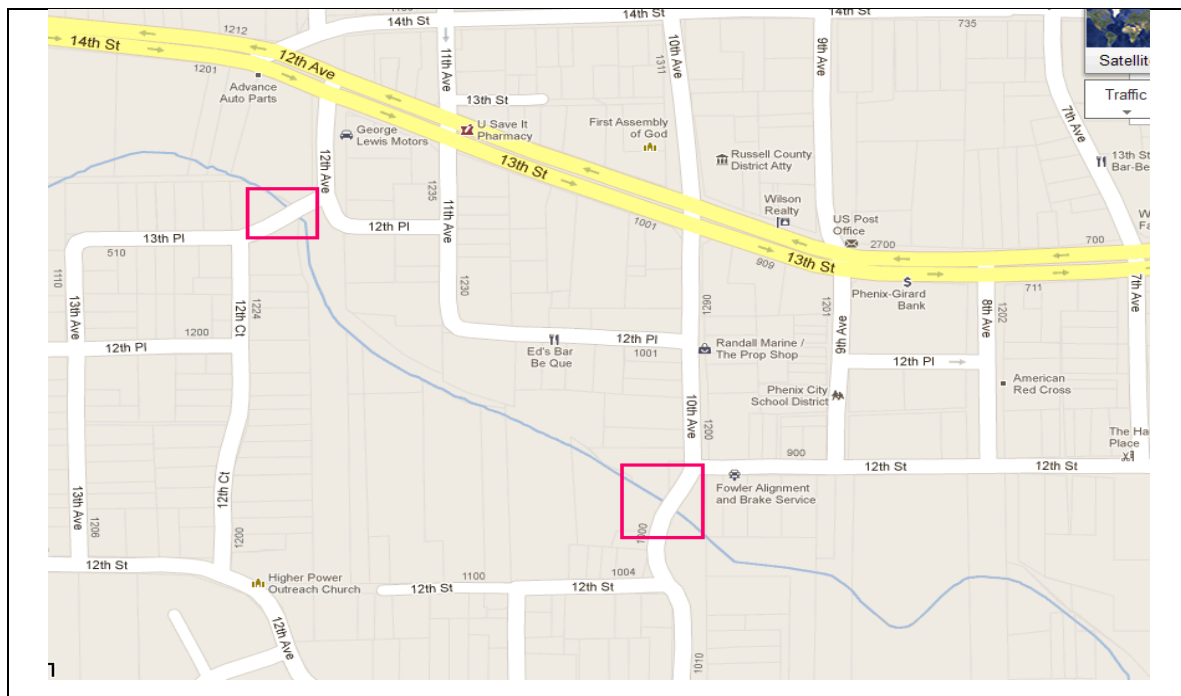 1212
14th St
14th St
14th St
735
14th St
12th Ave
11th Ave
10th Ave
1311
9th Ave
Satellite
1201
Advance
Auto Parts
13th St
Traffic
7th Ave
George
Lewis Motors
U Save It
Pharmacy
First Assembly
of God
Russell County
District Atty
13th St
Bar-Be
12th Ave
1235
13th St
Wilson
Realty
11th Ave
12th Pl
1001
US Post
Office
2700
700
13th Pl
510
909
13th St
711
1110
13th Ave
1224
12th Ct
1230
1290
Phenix-Girard
Bank
1201
9th Ave
1202
8th Ave
7th Ave
1200
12th Pl
Ed's Bar
Be Que
12th Pl
1001
Randall Marine /
The Prop Shop
12th Pl
American
Red Cross
Phenix City
School District
10th Ave
1200
The Ha
Place
900
12th St
12th St
12th Ct
13th Ave
1206
1200
Fowler Alignment
and Brake Service
1000
12th St
Higher Power
Outreach Church
12th St
1100
12th St
1004
12th Ave
1010